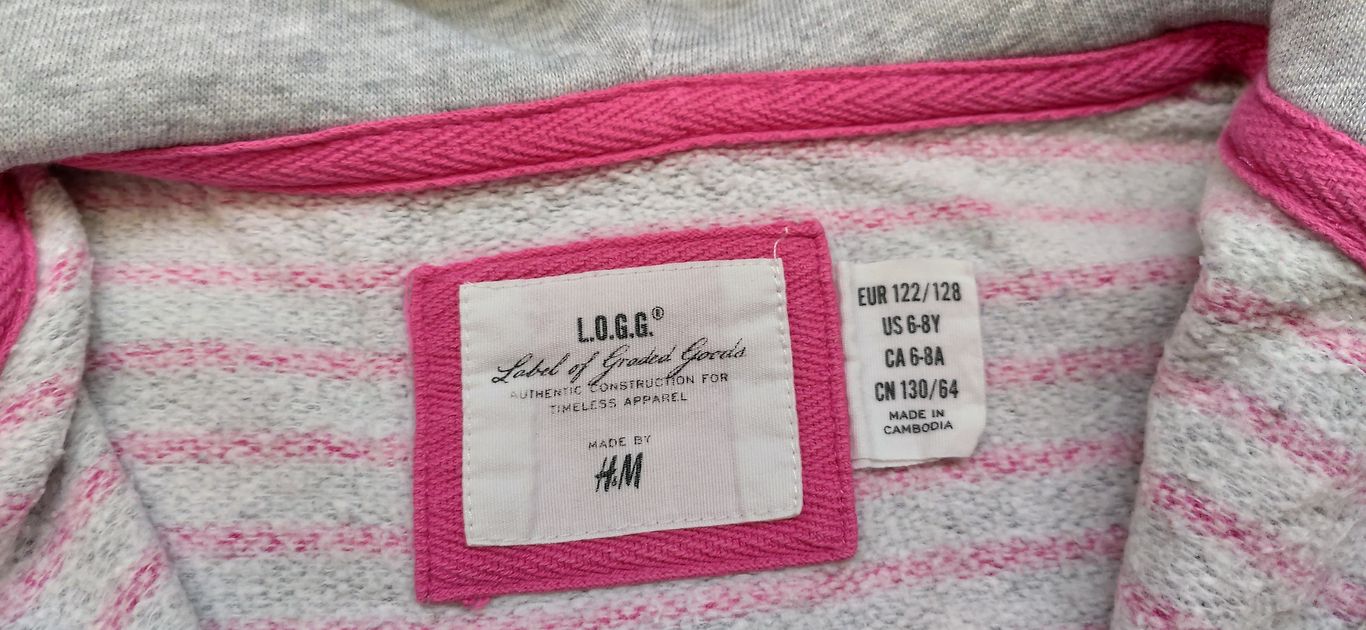 L.O.G.G.®
Label of Graded Goods
AUTHENTIC CONSTRUCTION FOR
TIMELESS APPAREL
MADE BY
H&M
EUR 122/128
US 6-8Y
CA 6-8A
CN 130/64
MADE IN
CAMBODIA